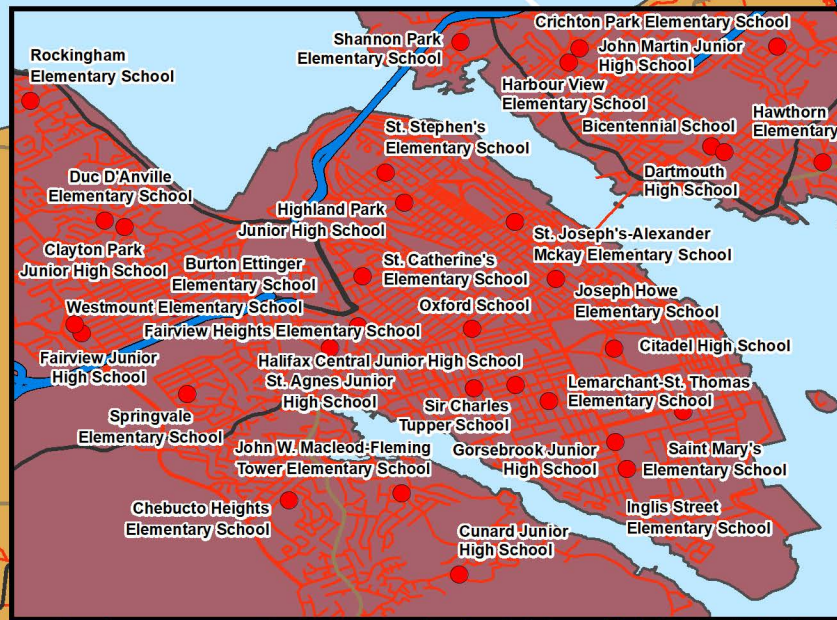 Crichton Park Elementary School
Shannon Park
Elementary School
John Martin Junior
High School
Rockingham
Elementary School
Harbour View
Elementary School
Hawthorn
Elementary
Bicentennial School
St. Stephen's
Elementary School
Duc D'Anville
Elementary School
Dartmouth
High School
Highland Park
Junior High School
St. Joseph's-Alexander
Mckay Elementary School
Clayton Park
Junior High School
Burton Ettinger
Elementary School
St. Catherine's
Elementary School
Joseph Howe
Elementary School
Westmount Elementary School
Oxford School
Fairview Heights Elementary School
Citadel High School
Fairview Junior
High School
Halifax Central Junior High School
St. Agnes Junior
High School
Lemarchant-St. Thomas
Elementary School
Springvale
Elementary School
Sir Charles
Tupper School
John W. Macleod-Fleming
Tower Elementary School
Gorsebrook Junior
High School
Saint Mary's
Elementary School
Chebucto Heights
Elementary School
Inglis Street
Elementary School
Cunard Junior
High School